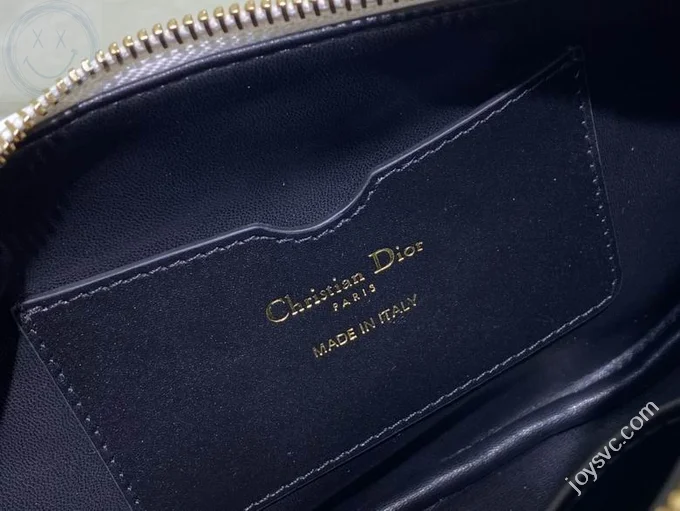 Christian Dior
PARIS
MADE IN ITALY
joysvc.com